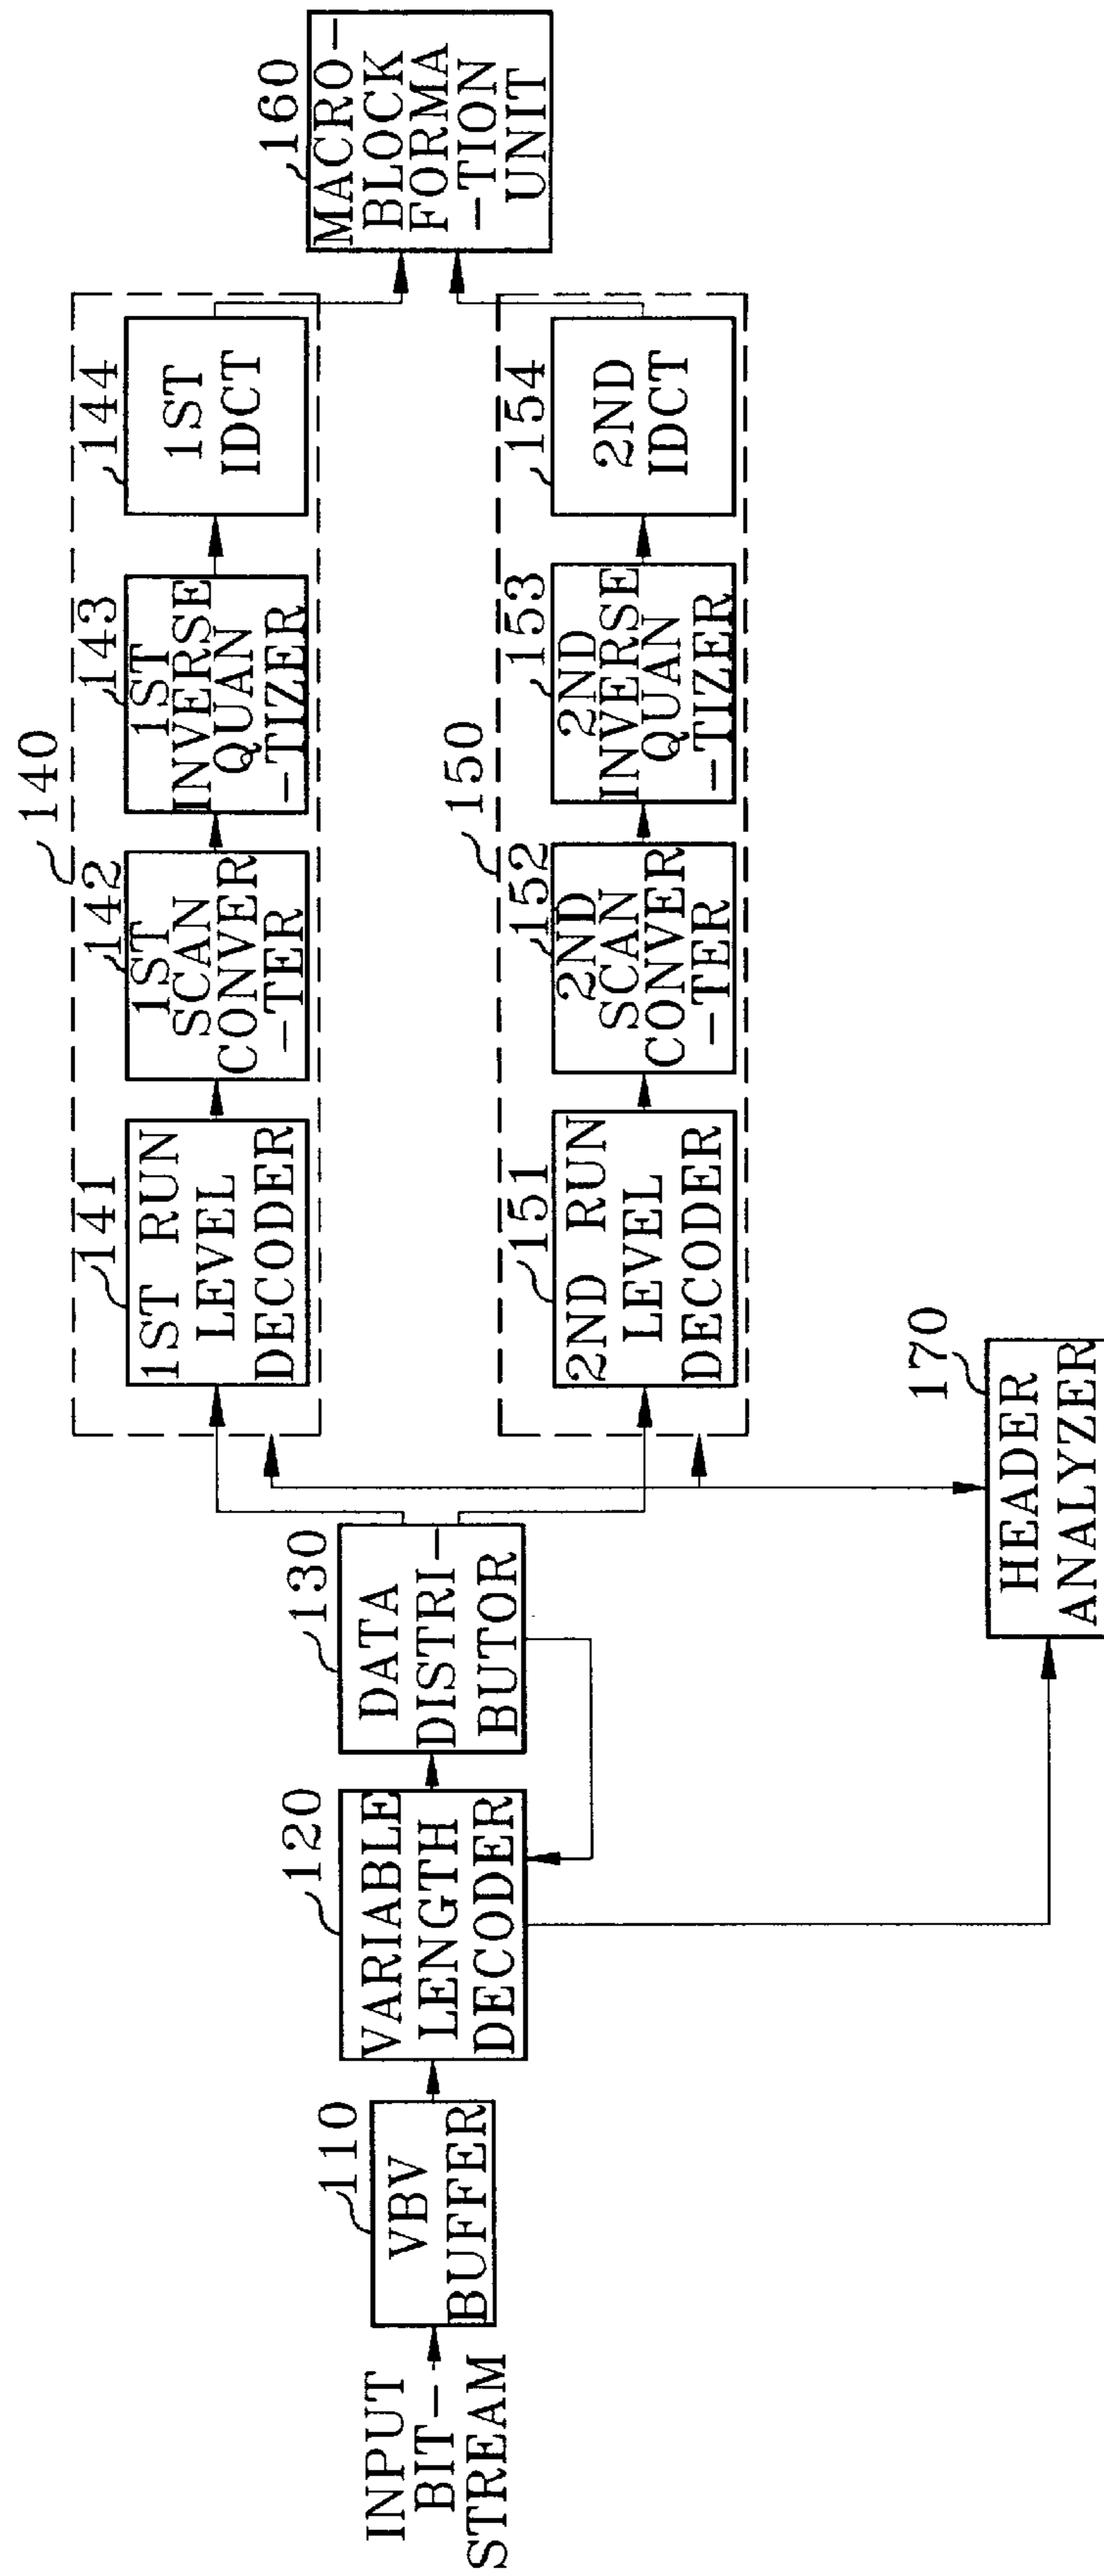 INPUT
BIT-
STREAM
110
VBV
BUFFER
120
VARIABLE
LENGTH
DECODER
130
DATA
DISTRI-
BUTOR
140
141
1ST RUN
LEVEL
DECODER
142
1ST
SCAN
CONVER
-TER
143
1ST
INVERSE
QUAN
-TIZER
144
1ST
IDCT
150
151
2ND RUN
LEVEL
DECODER
152
2ND
SCAN
CONVER
-TER
153
2ND
INVERSE
QUAN
-TIZER
154
2ND
IDCT
160
MACRO-
BLOCK
FORMA
-TION
UNIT
170
HEADER
ANALYZER